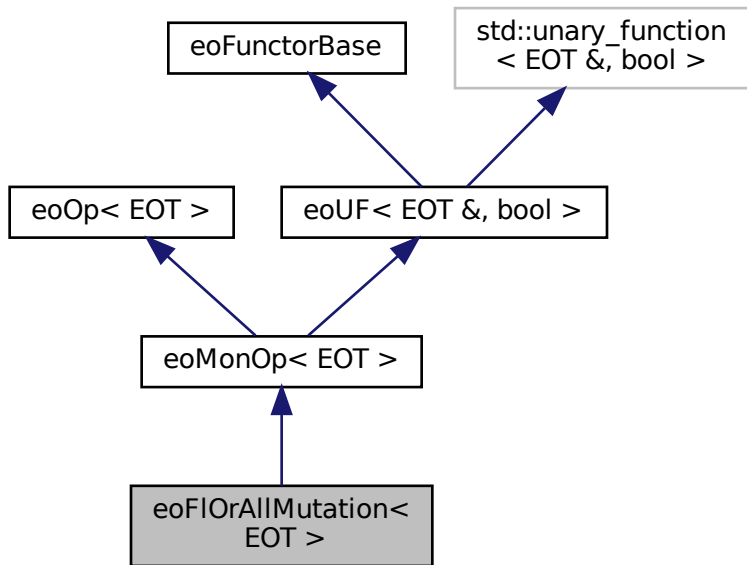 eoFunctorBase
std::unary_function
< EOT &, bool >
eoOp< EOT >
eoUF< EOT &, bool >
eoMonOp< EOT >
eoFlOrAllMutation<
EOT >